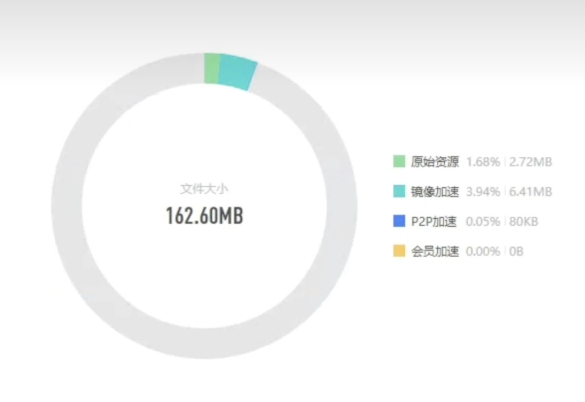 文件大小
162.60MB
原始资源 1.68% | 2.72MB
镜像加速 3.94% | 6.41MB
P2P加速 0.05% | 80KB
会员加速 0.00% | 0B